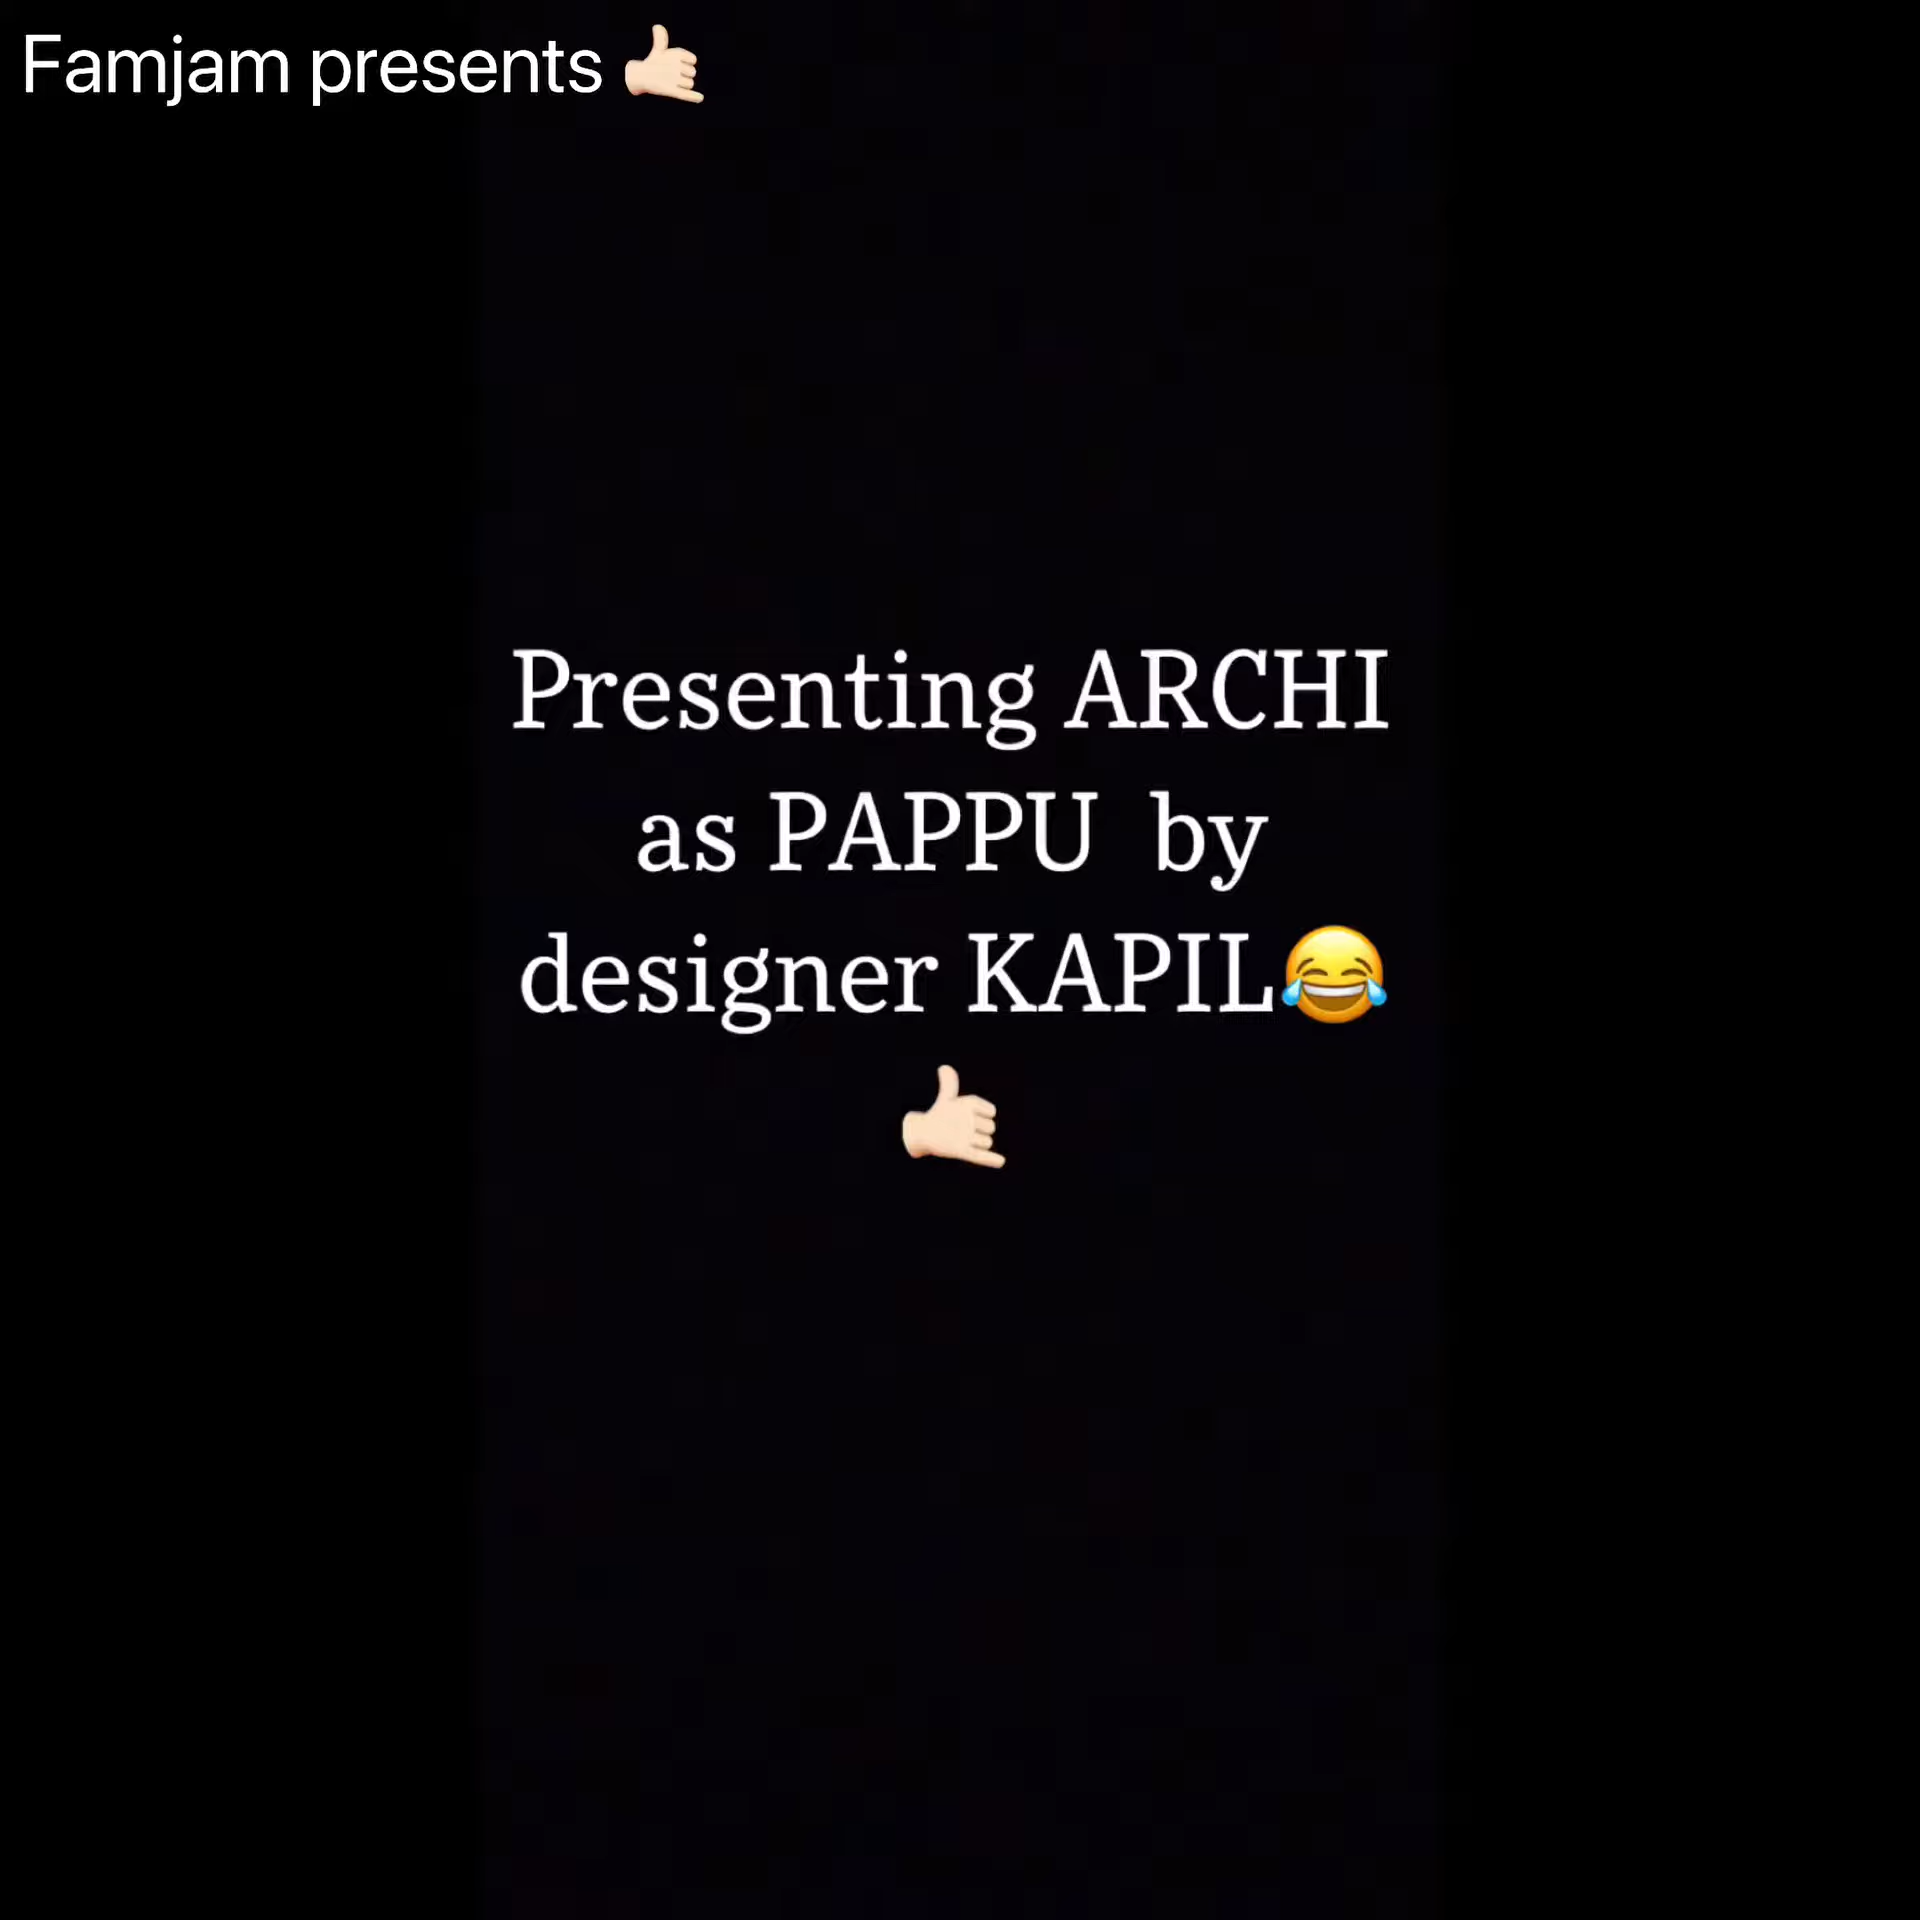 Famjam presents 🤙🏻
Presenting ARCHI
as PAPPU  by
designer KAPIL😂
🤙🏻